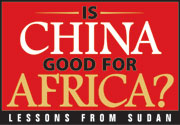 IS
CHINA
GOOD FOR
AFRICA?
LESSONS FROM SUDAN